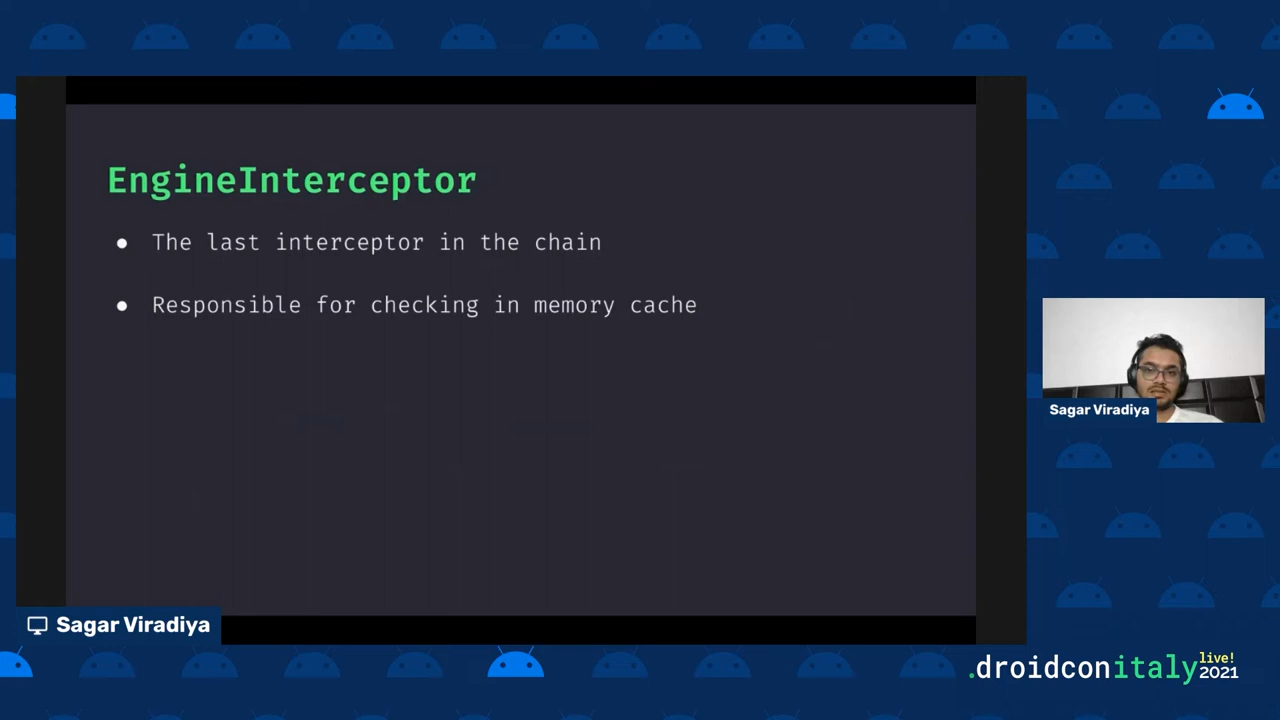 EngineInterceptor
● The last interceptor in the chain
● Responsible for checking in memory cache
Sagar Viradiya
Sagar Viradiya
.droidconitaly live! 2021